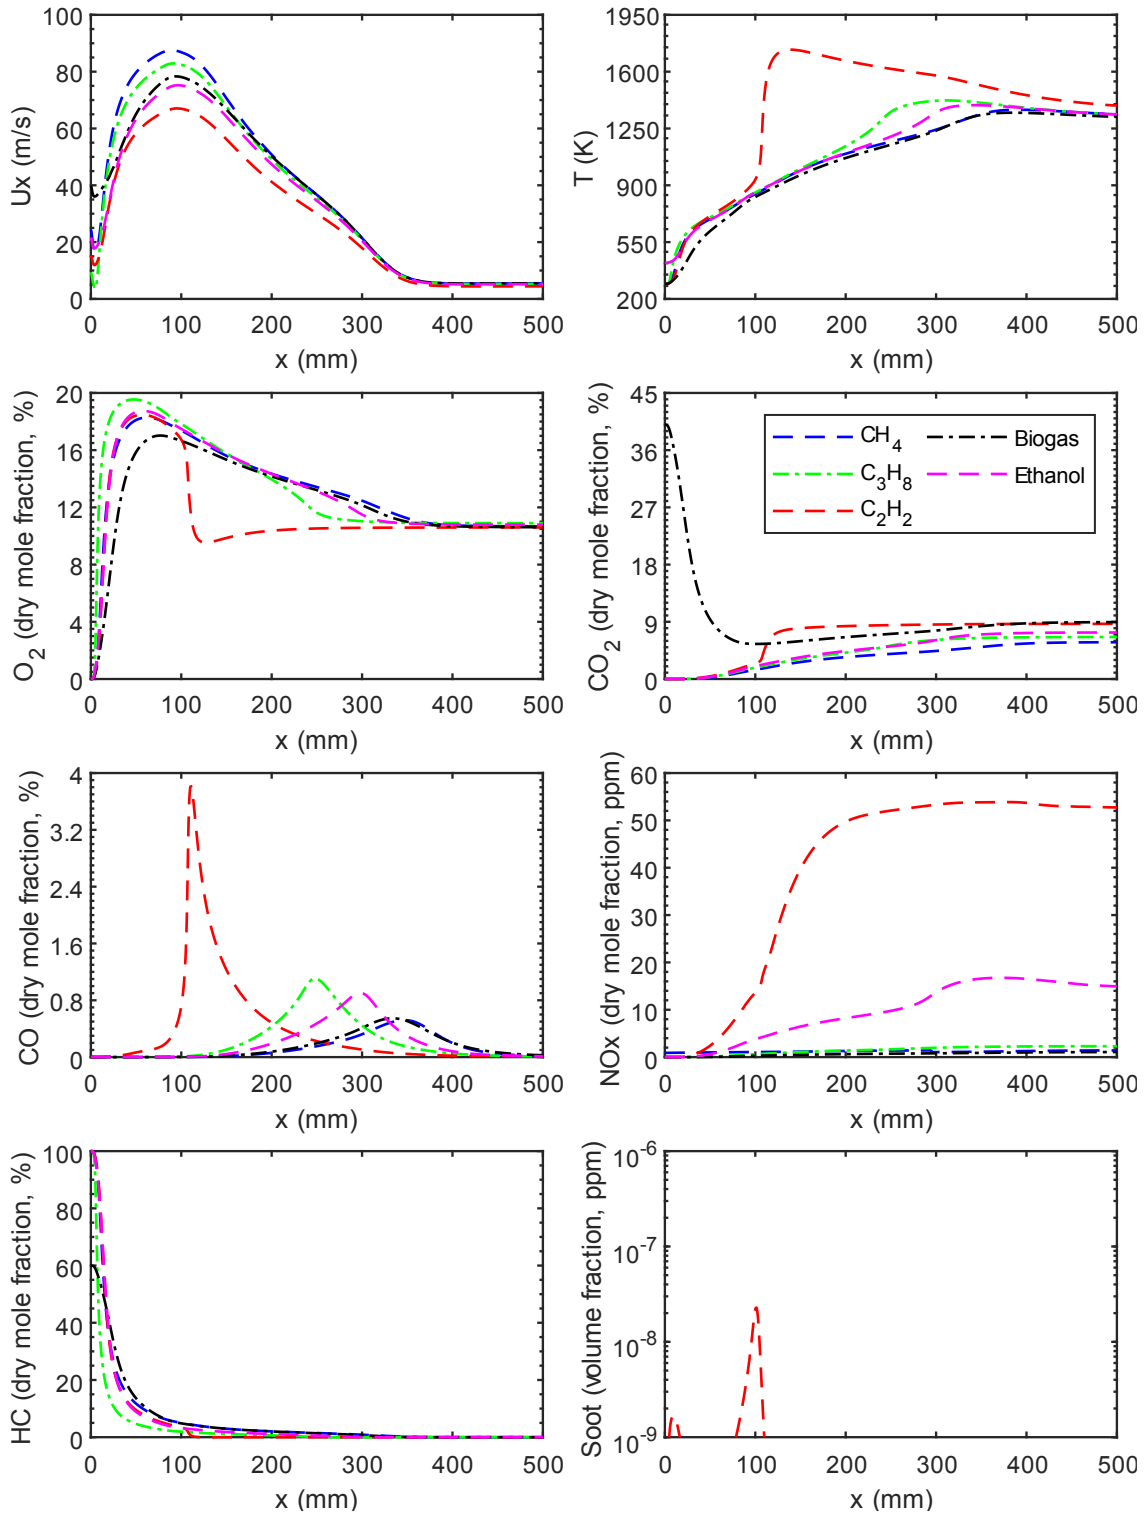 Ux (m/s)
100
80
60
40
20
0
0 100 200 300 400 500
x (mm)
T (K)
1950
1600
1250
900
550
200
0 100 200 300 400 500
x (mm)
O2 (dry mole fraction, %)
20
16
12
8
4
0
0 100 200 300 400 500
x (mm)
CO2 (dry mole fraction, %)
45
36
27
18
9
0
CH4
C3H8
C2H2
Biogas
Ethanol
0 100 200 300 400 500
x (mm)
CO (dry mole fraction, %)
4
3.2
2.4
1.6
0.8
0
0 100 200 300 400 500
x (mm)
NOx (dry mole fraction, ppm)
60
50
40
30
20
10
0
0 100 200 300 400 500
x (mm)
HC (dry mole fraction, %)
100
80
60
40
20
0
0 100 200 300 400 500
x (mm)
Soot (volume fraction, ppm)
10-6
10-7
10-8
10-9
0 100 200 300 400 500
x (mm)